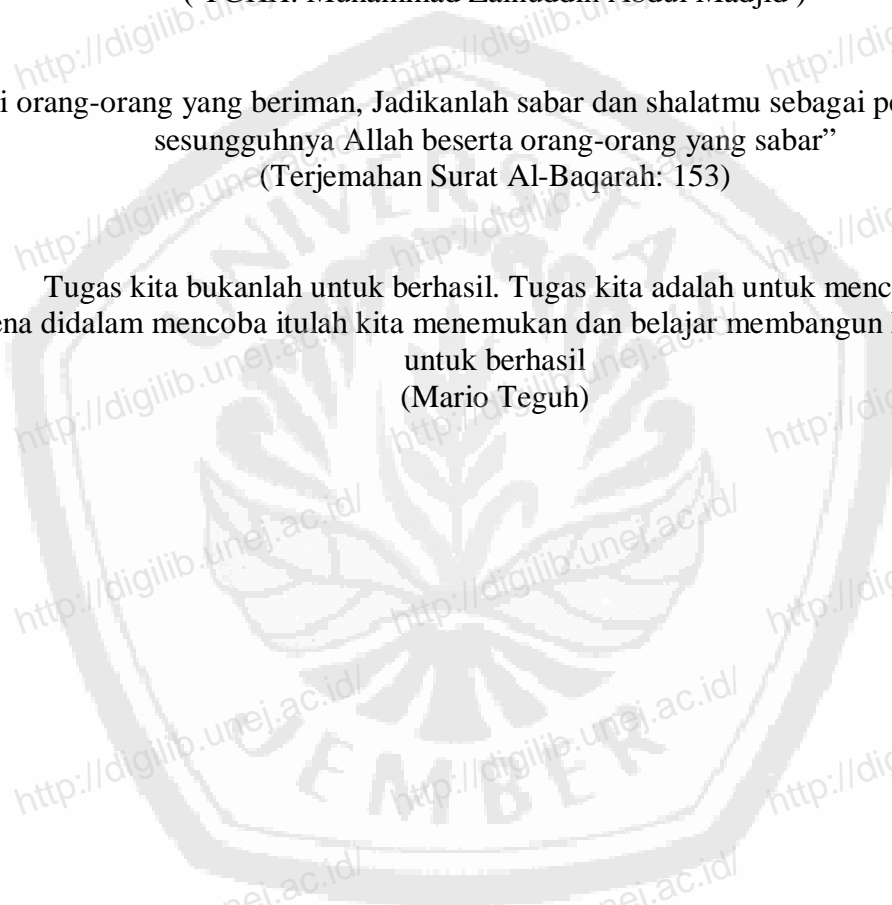 ( TGKH. Muhammad Zainuddin Abdul Madjid )
i orang-orang yang beriman, Jadikanlah sabar dan shalatmu sebagai
sesungguhnya Allah beserta orang-orang yang sabar”
(Terjemahan Surat Al-Baqarah: 153)
Tugas kita bukanlah untuk berhasil. Tugas kita adalah untuk menc
ena didalam mencoba itulah kita menemukan dan belajar membangun
untuk berhasil
(Mario Teguh)
http://digilib.unej.ac.id/
UNIVERSITAS
JEMBER